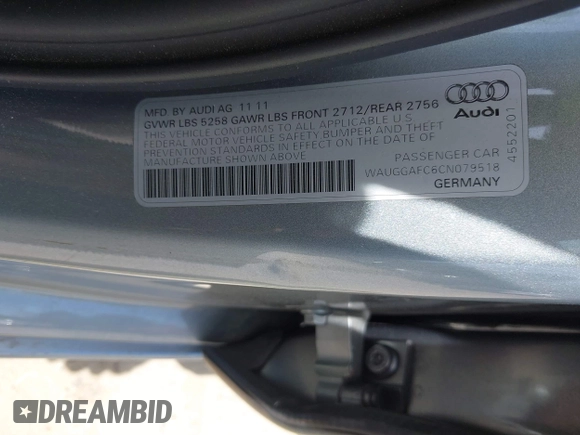 MFD BY AUDI AG 11 11
GVWR LBS 5258 GAWR LBS FRONT 2712/REAR 2756
THIS VEHICLE CONFORMS TO ALL APPLICABLE U.S.
FEDERAL MOTOR VEHICLE SAFETY BUMPER AND THEFT
PREVENTION STANDARDS IN EFFECT ON THE DATE OF
MANUFACTURE SHOWN ABOVE.
PASSENGER CAR
WAUGGAFC6CN079518
GERMANY
Audi
4552201
DREAMBID